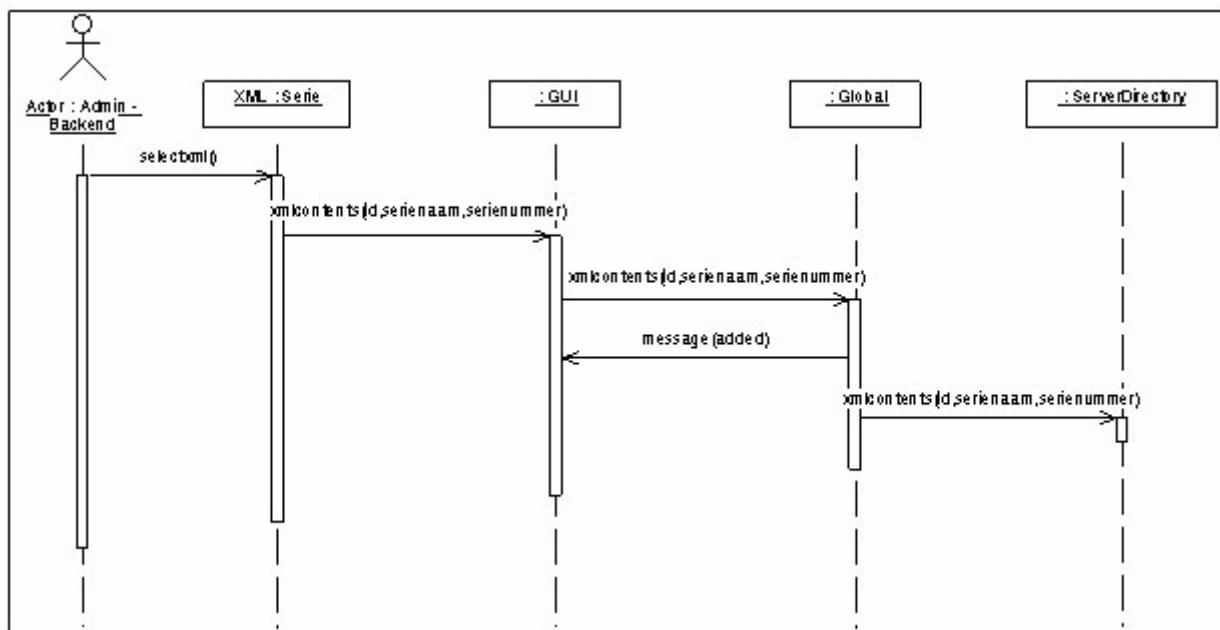 Actor : Admin -
Backend
XML :Serie
: GUI
: Global
: ServerDirectory
selectxml()
xmlcontents(id,serienaam,serienummer)
xmlcontents(id,serienaam,serienummer)
message(added)
xmlcontents(id,serienaam,serienummer)